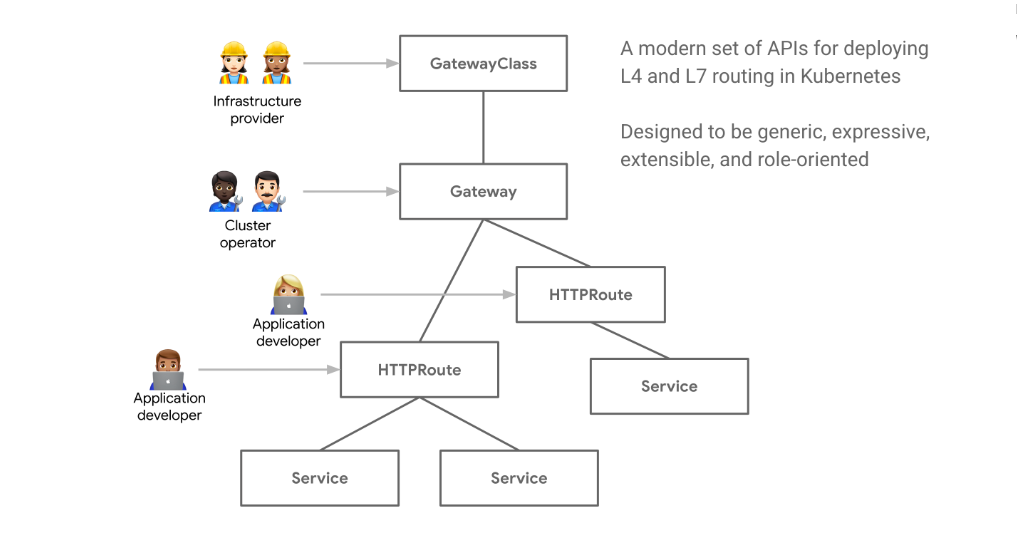 GatewayClass
A modern set of APIs for deploying
L4 and L7 routing in Kubernetes
Infrastructure
provider
Designed to be generic, expressive,
extensible, and role-oriented
Gateway
Cluster
operator
HTTPRoute
Application
developer
HTTPRoute
Service
Application
developer
Service
Service